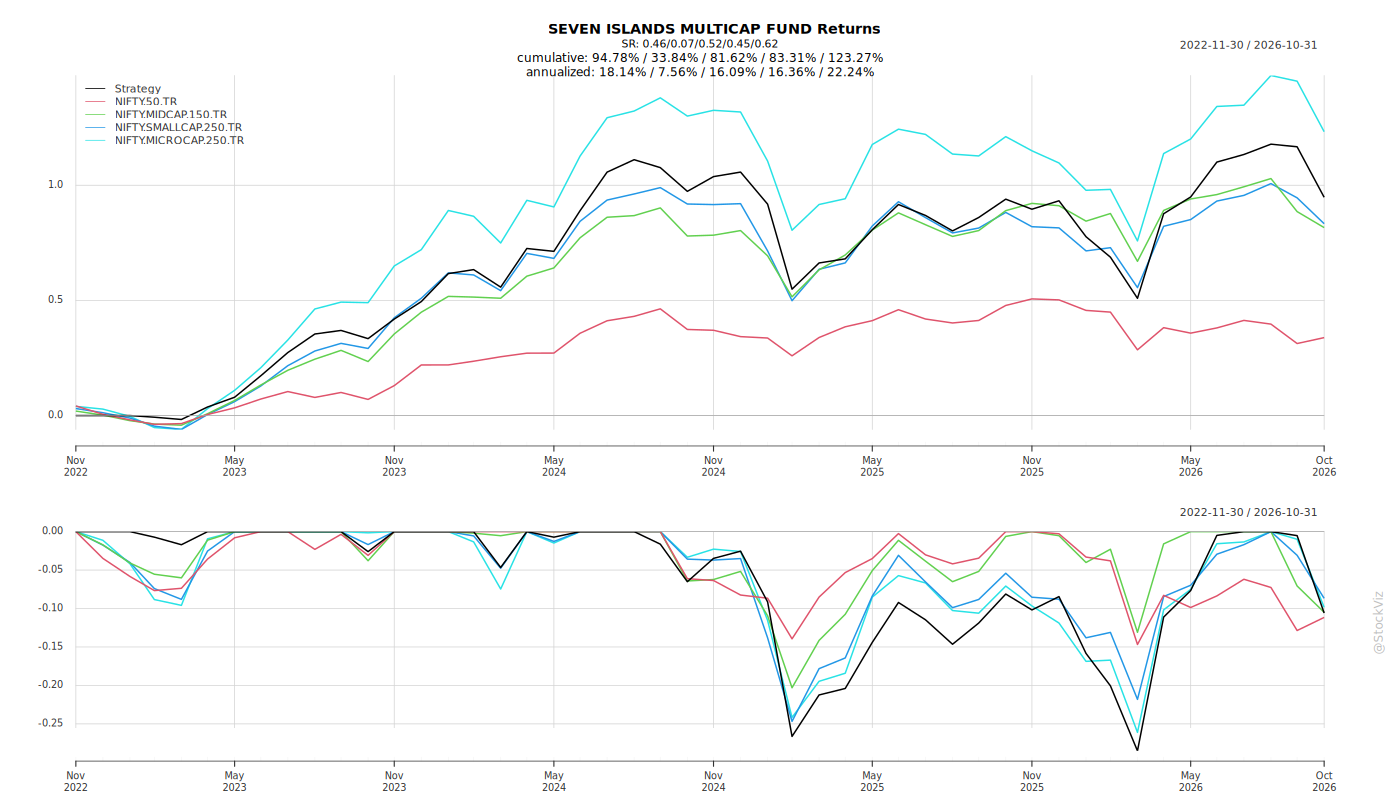 SEVEN ISLANDS MULTICAP FUND Returns
SR: 0.46/0.07/0.52/0.45/0.62
cumulative: 94.78% / 33.84% / 81.62% / 83.31% / 123.27%
annualized: 18.14% / 7.56% / 16.09% / 16.36% / 22.24%
2022-11-30 / 2026-10-31
Strategy
NIFTY.50.TR
NIFTY.MIDCAP.150.TR
NIFTY.SMALLCAP.250.TR
NIFTY.MICROCAP.250.TR
1.0
0.5
0.0
Nov May Nov May Nov May Nov May Oct
2022 2023 2023 2024 2024 2025 2025 2026 2026
2022-11-30 / 2026-10-31
0.00
-0.05
-0.10
-0.15
-0.20
-0.25
Nov May Nov May Nov May Nov May Oct
2022 2023 2023 2024 2024 2025 2025 2026 2026
@StockViz